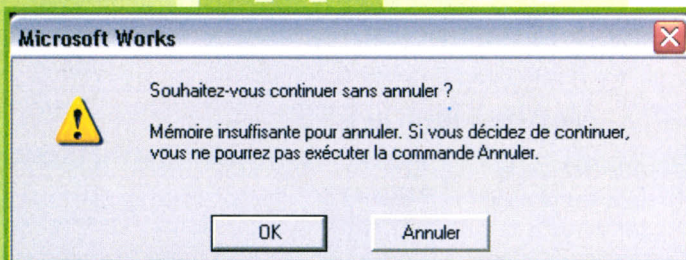 Microsoft Works
Souhaitez-vous continuer sans annuler ?
Mémoire insuffisante pour annuler. Si vous décidez de continuer,
vous ne pourrez pas exécuter la commande Annuler.
OK
Annuler